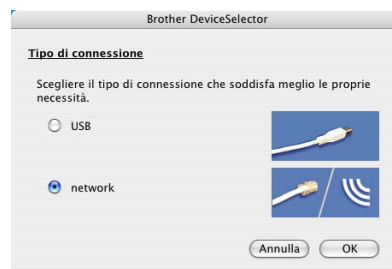 Brother DeviceSelector
Tipo di connessione
Scegliere il tipo di connessione che soddisfa meglio le proprie
necessità.
USB
network
Annulla
OK